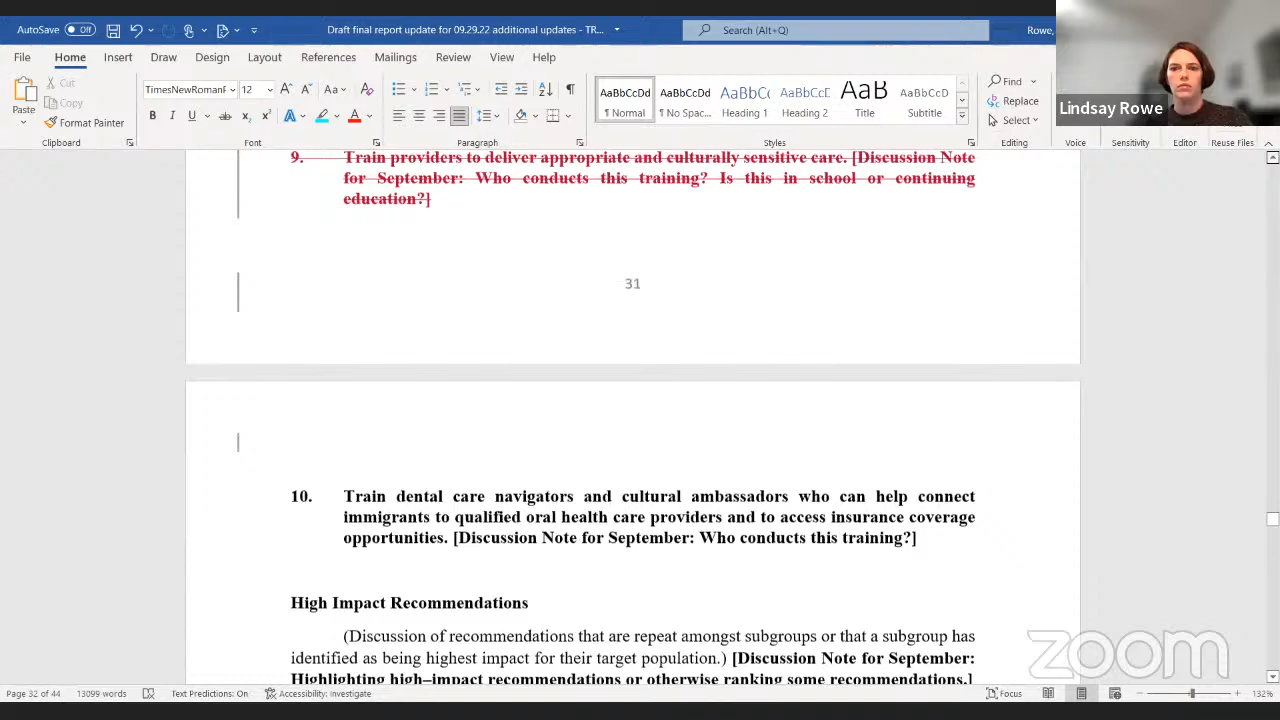 AutoSave Off
Draft final report update for 09.29.22 additional updates - TR...
Search (Alt+Q)
Rowe,
File Home Insert Draw Design Layout References Mailings Review View Help
Paste
Cut
Copy
Format Painter
Clipboard
TimesNewRomanF 12
Font
Paragraph
AaBbCcDd AaBbCcDd AaBbC AaBbCcE AaB AaBbCcD
¶ Normal ¶ No Spac... Heading 1 Heading 2 Title Subtitle
Styles
Find
Replace
Select
Editing Voice Sensitivity Editor Reuse Files
Lindsay Rowe
9. Train providers to deliver appropriate and culturally sensitive care. [Discussion Note
for September: Who conducts this training? Is this in school or continuing
education?]
31
10. Train dental care navigators and cultural ambassadors who can help connect
immigrants to qualified oral health care providers and to access insurance coverage
opportunities. [Discussion Note for September: Who conducts this training?]
High Impact Recommendations
(Discussion of recommendations that are repeat amongst subgroups or that a subgroup has
identified as being highest impact for their target population.) [Discussion Note for September:
Highlighting high–impact recommendations or otherwise ranking some recommendations.]
zoom
Page 32 of 44 13099 words Text Predictions: On Accessibility: Investigate Focus 132%